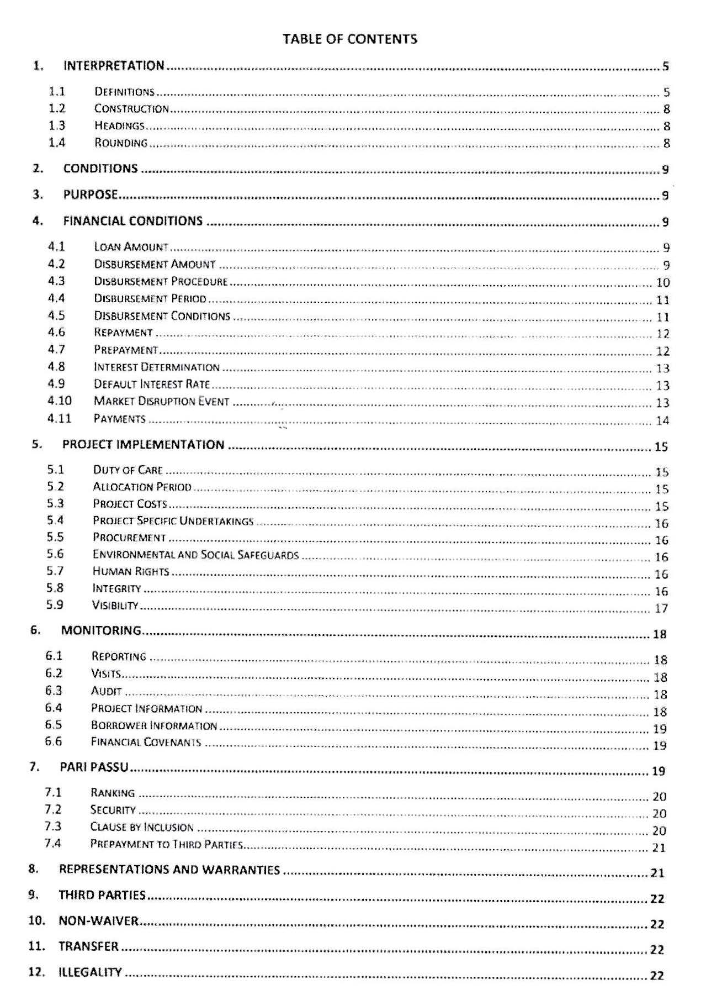 TABLE OF CONTENTS
1. INTERPRETATION 5
1.1 DEFINITIONS 5
1.2 CONSTRUCTION 8
1.3 HEADINGS 8
1.4 ROUNDING 8
2. CONDITIONS 9
3. PURPOSE 9
4. FINANCIAL CONDITIONS 9
4.1 LOAN AMOUNT 9
4.2 DISBURSEMENT AMOUNT 9
4.3 DISBURSEMENT PROCEDURE 10
4.4 DISBURSEMENT PERIOD 11
4.5 DISBURSEMENT CONDITIONS 11
4.6 REPAYMENT 12
4.7 PREPAYMENT 12
4.8 INTEREST DETERMINATION 13
4.9 DEFAULT INTEREST RATE 13
4.10 MARKET DISRUPTION EVENT 13
4.11 PAYMENTS 14
5. PROJECT IMPLEMENTATION 15
5.1 DUTY OF CARE 15
5.2 ALLOCATION PERIOD 15
5.3 PROJECT COSTS 15
5.4 PROJECT SPECIFIC UNDERTAKINGS 16
5.5 PROCUREMENT 16
5.6 ENVIRONMENTAL AND SOCIAL SAFEGUARDS 16
5.7 HUMAN RIGHTS 16
5.8 INTEGRITY 16
5.9 VISIBILITY 17
6. MONITORING 18
6.1 REPORTING 18
6.2 VISITS 18
6.3 AUDIT 18
6.4 PROJECT INFORMATION 18
6.5 BORROWER INFORMATION 19
6.6 FINANCIAL COVENANTS 19
7. PARI PASSU 19
7.1 RANKING 20
7.2 SECURITY 20
7.3 CLAUSE BY INCLUSION 20
7.4 PREPAYMENT TO THIRD PARTIES 21
8. REPRESENTATIONS AND WARRANTIES 21
9. THIRD PARTIES 22
10. NON-WAIVER 22
11. TRANSFER 22
12. ILLEGALITY 22